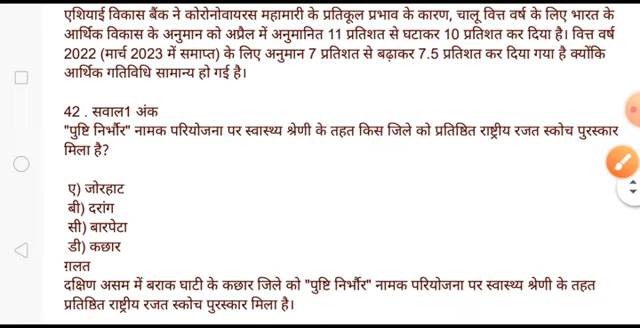 एशियाई विकास बैंक ने कोरोनोवायरस महामारी के प्रतिकूल प्रभाव के कारण, चालू वित्त वर्ष के लिए भारत के
आर्थिक विकास के अनुमान को अप्रैल में अनुमानित 11 प्रतिशत से घटाकर 10 प्रतिशत कर दिया है। वित्त वर्ष
2022 (मार्च 2023 में समाप्त) के लिए अनुमान 7 प्रतिशत से बढ़ाकर 7.5 प्रतिशत कर दिया गया है क्योंकि
आर्थिक गतिविधि सामान्य हो गई है।
42 . सवाल1 अंक
"पुष्टि निर्भौर" नामक परियोजना पर स्वास्थ्य श्रेणी के तहत किस जिले को प्रतिष्ठित राष्ट्रीय रजत स्कोच पुरस्कार
मिला है?
ए) जोरहाट
बी) दरांग
सी) बारपेटा
डी) कछार
ग़लत
दक्षिण असम में बराक घाटी के कछार जिले को "पुष्टि निर्भौर" नामक परियोजना पर स्वास्थ्य श्रेणी के तहत
प्रतिष्ठित राष्ट्रीय रजत स्कोच पुरस्कार मिला है।